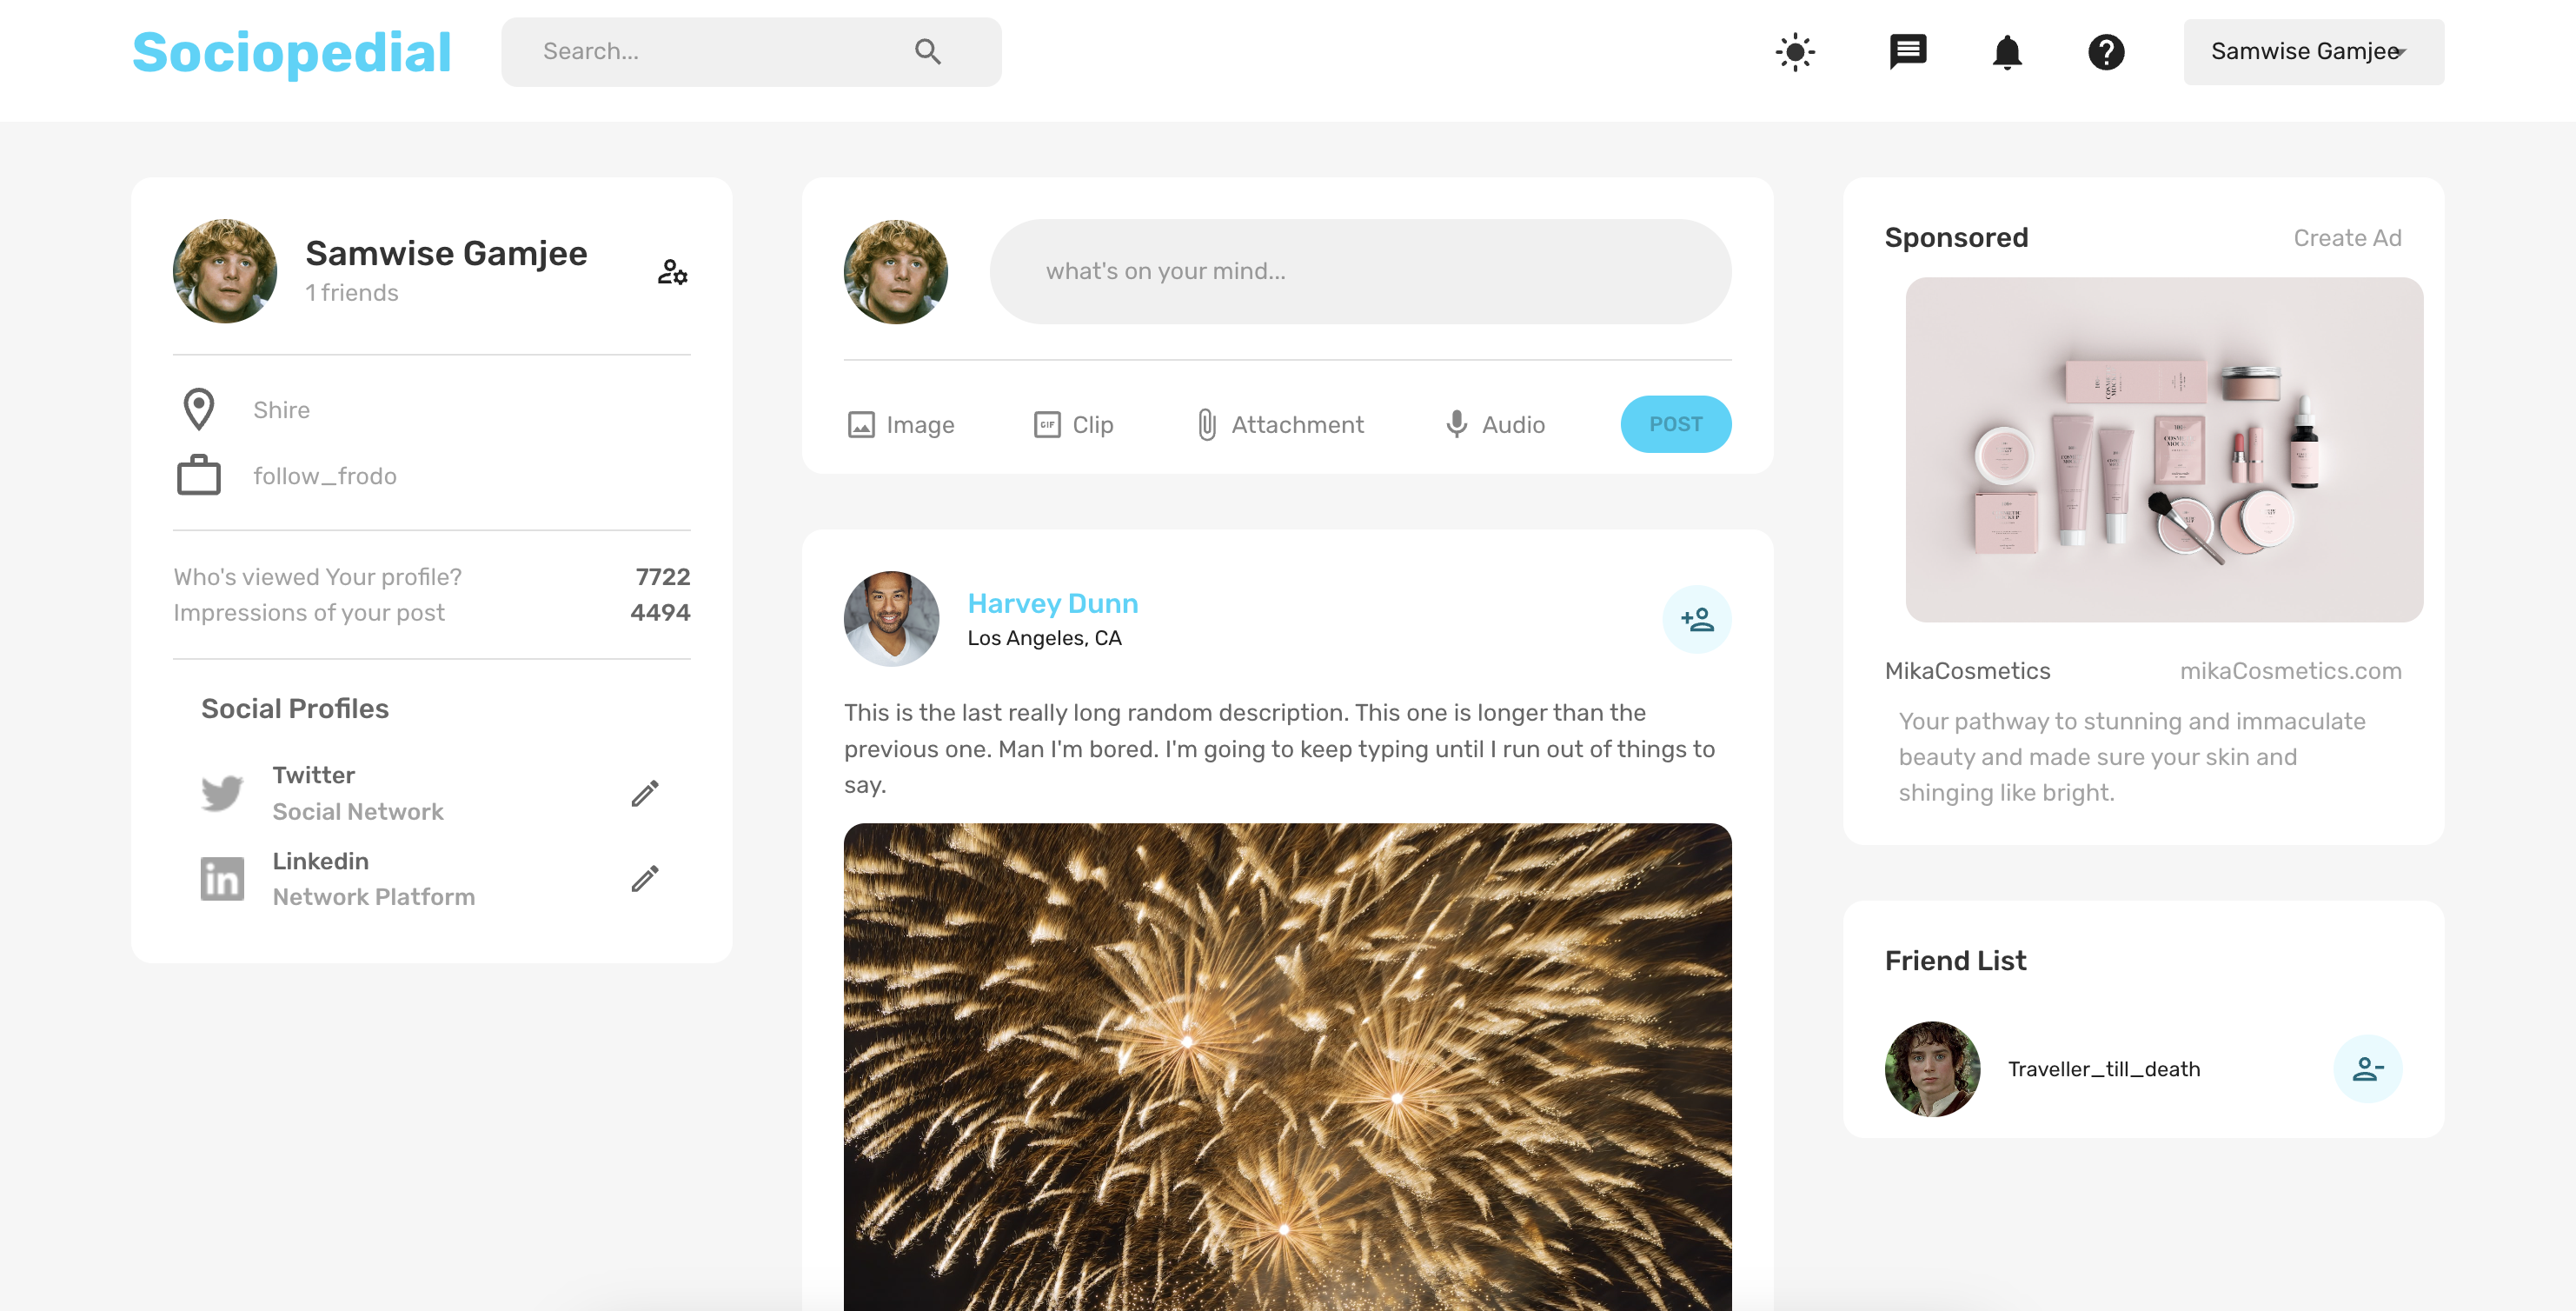 Sociopedial
Search...
Samwise Gamjee
Samwise Gamjee
1 friends
Shire
follow_frodo
Who's viewed Your profile?
7722
Impressions of your post
4494
Social Profiles
Twitter
Social Network
Linkedin
Network Platform
what's on your mind...
Image
GIF
Clip
Attachment
Audio
POST
Harvey Dunn
Los Angeles, CA
This is the last really long random description. This one is longer than the
previous one. Man I'm bored. I'm going to keep typing until I run out of things to
say.
Sponsored
Create Ad
MikaCosmetics
mikaCosmetics.com
Your pathway to stunning and immaculate
beauty and made sure your skin and
shinging like bright.
Friend List
Traveller_till_death